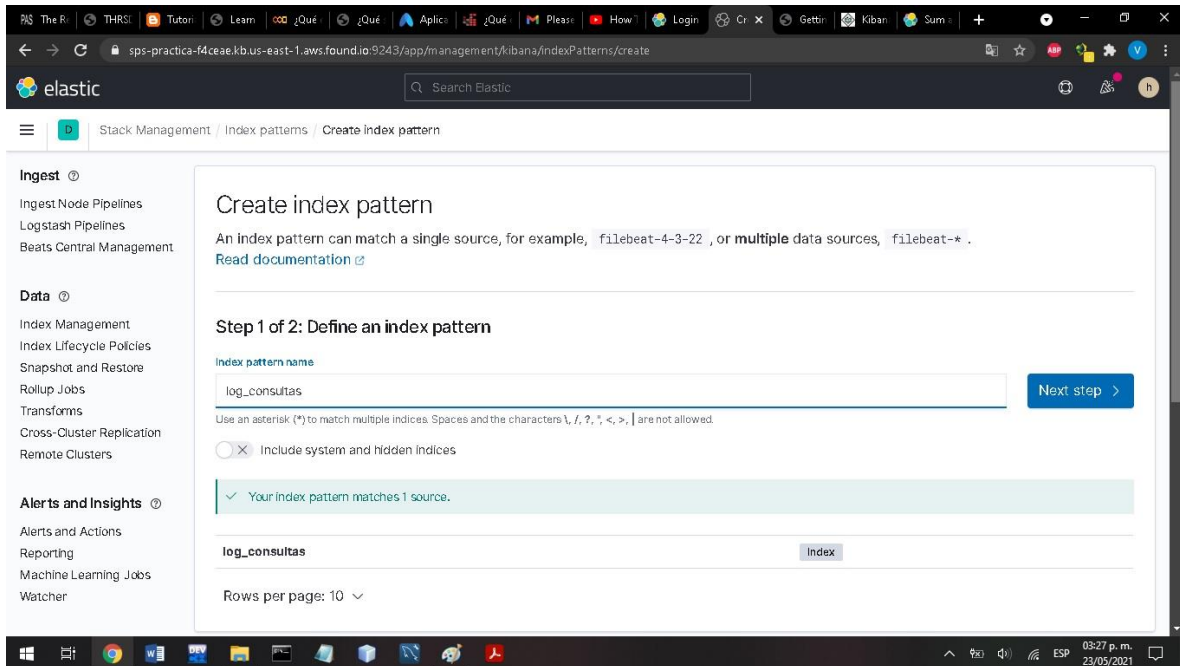 The R
THRS
Tutori
Learn
¿Qué
¿Qué
Aplica
¿Qué
Please
How
Login
Cr
Gettin
Kiban
Sum a
sps-practica-f4ceae.kb.us-east-1.aws.found.io:9243/app/management/kibana/indexPatterns/create
ABP
V
elastic
Search Elastic
h
D
Stack Management / Index patterns / Create index pattern
Ingest
Ingest Node Pipelines
Logstash Pipelines
Beats Central Management
Data
Index Management
Index Lifecycle Policies
Snapshot and Restore
Rollup Jobs
Transforms
Cross-Cluster Replication
Remote Clusters
Alerts and Insights
Alerts and Actions
Reporting
Machine Learning Jobs
Watcher
Create index pattern
An index pattern can match a single source, for example, filebeat-4-3-22 , or multiple data sources, filebeat-* .
Read documentation
Step 1 of 2: Define an index pattern
Index pattern name
log_consultas
Next step >
Use an asterisk (*) to match multiple indices. Spaces and the characters \, /, ?, ", <, >, | are not allowed.
Include system and hidden indices
Your index pattern matches 1 source.
log_consultas
Index
Rows per page: 10
W
DEV
ESP
03:27 p. m.
23/05/2021